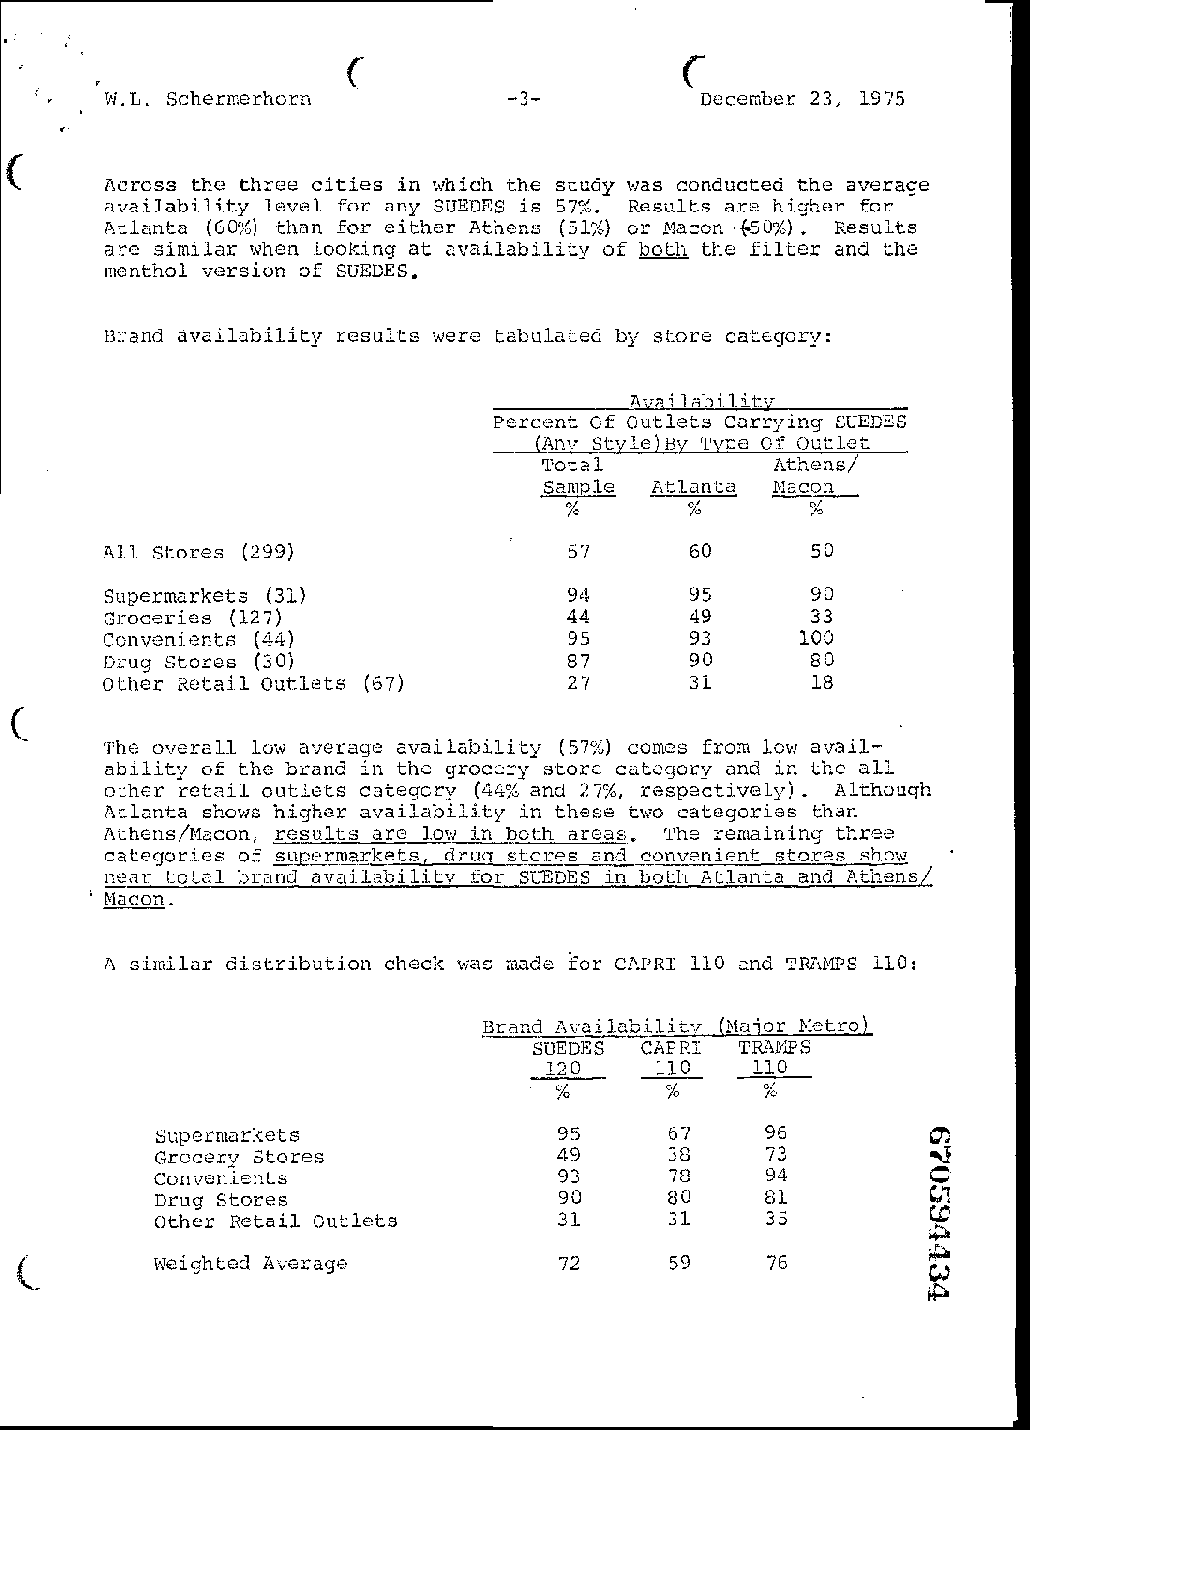 W.L. Schermerhorn -3- December 23, 1975
Across the three cities in which the study was conducted the average
availability level for any SUEDES is 57%. Results are higher for
Atlanta (60%) than for either Athens (51%) or Macon (50%). Results
are similar when looking at availability of both the filter and the
menthol version of SUEDES.
Brand availability results were tabulated by store category:
Availability
Percent Of Outlets Carrying SUEDES
(Any Style)By Type Of Outlet
Total Athens/
Sample Atlanta Macon
% % %
All Stores (299) 57 60 50
Supermarkets (31) 94 95 90
Groceries (127) 44 49 33
Convenients (44) 95 93 100
Drug Stores (30) 87 90 80
Other Retail Outlets (67) 27 31 18
The overall low average availability (57%) comes from low avail-
ability of the brand in the grocery store category and in the all
other retail outlets category (44% and 27%, respectively). Although
Atlanta shows higher availability in these two categories than
Athens/Macon, results are low in both areas. The remaining three
categories of supermarkets, drug stores and convenient stores show
near total brand availability for SUEDES in both Atlanta and Athens/
Macon.
A similar distribution check was made for CAPRI 110 and TRAMPS 110:
Brand Availability (Major Metro)
SUEDES CAPRI TRAMPS
120 110 110
% % %
Supermarkets 95 67 96
Grocery Stores 49 38 73
Convenients 93 78 94
Drug Stores 90 80 81
Other Retail Outlets 31 31 35
Weighted Average 72 59 76
670594434